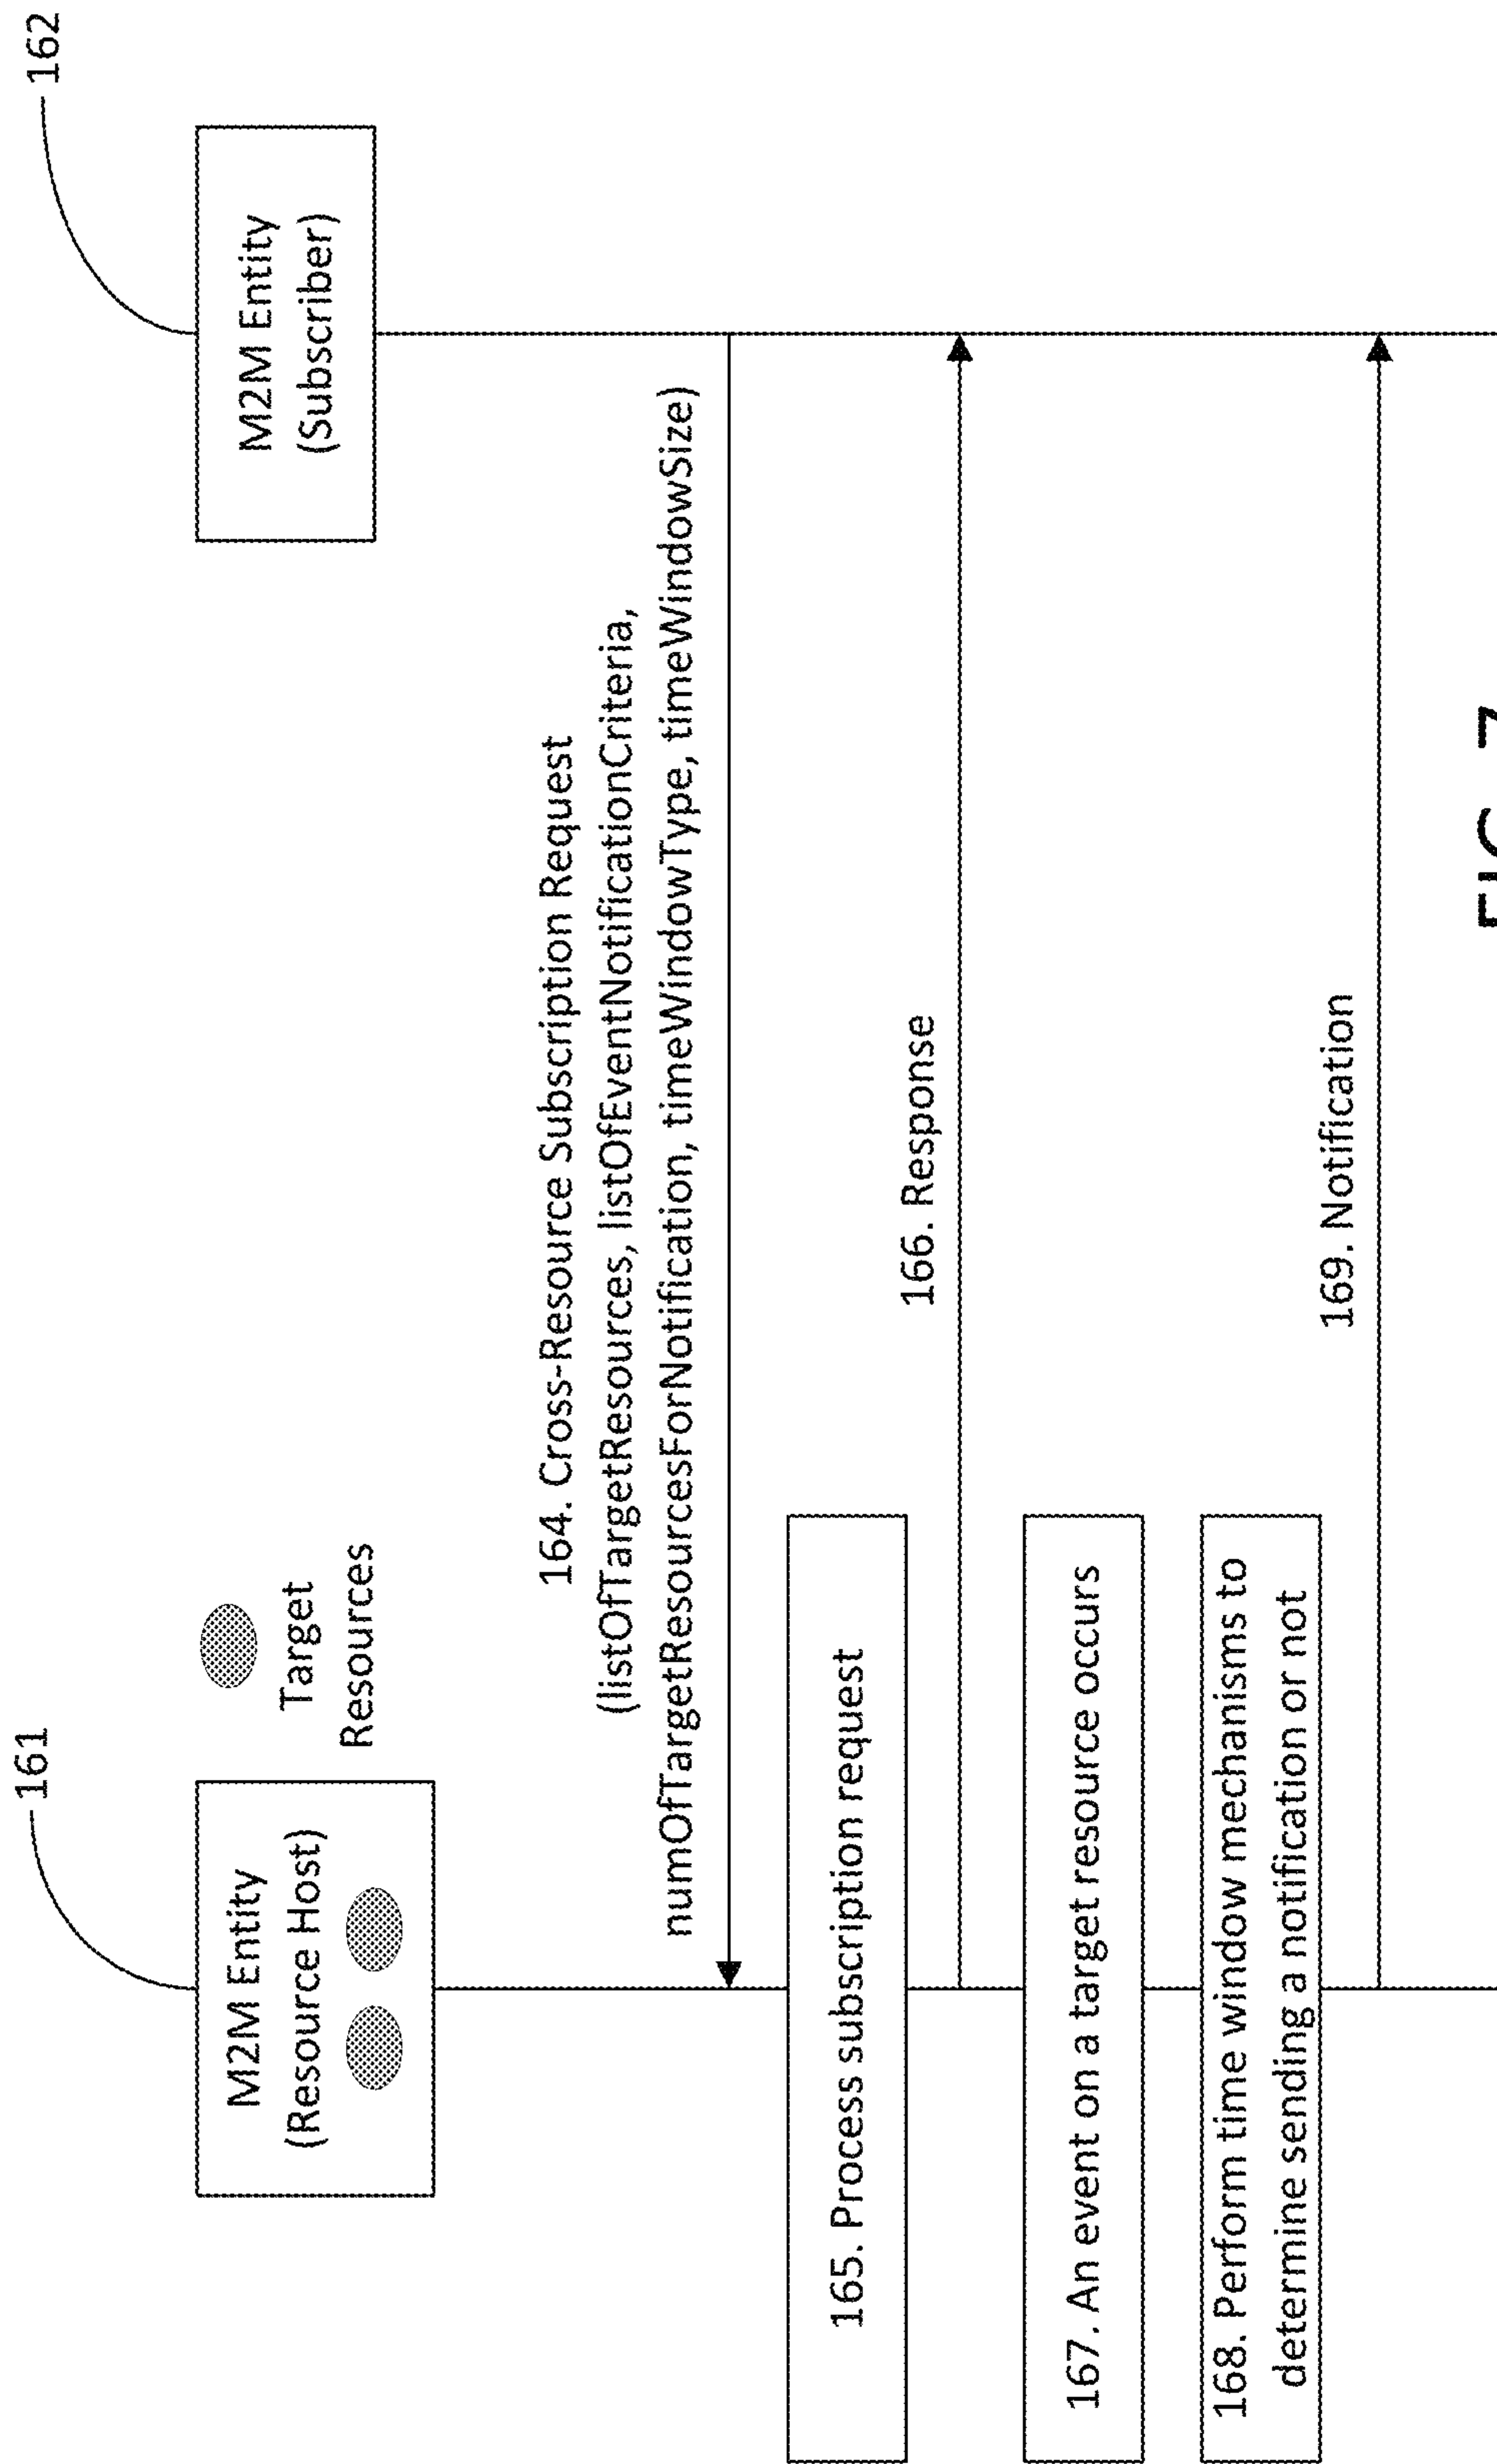 161
162
M2M Entity
(Resource Host)
Target
Resources
M2M Entity
(Subscriber)
164. Cross-Resource Subscription Request
(listOfTargetResources, listOfEventNotificationCriteria,
numOfTargetResourcesForNotification, timeWindowType, timeWindowSize)
165. Process subscription request
166. Response
167. An event on a target resource occurs
168. Perform time window mechanisms to
determine sending a notification or not
169. Notification
FIG. 7